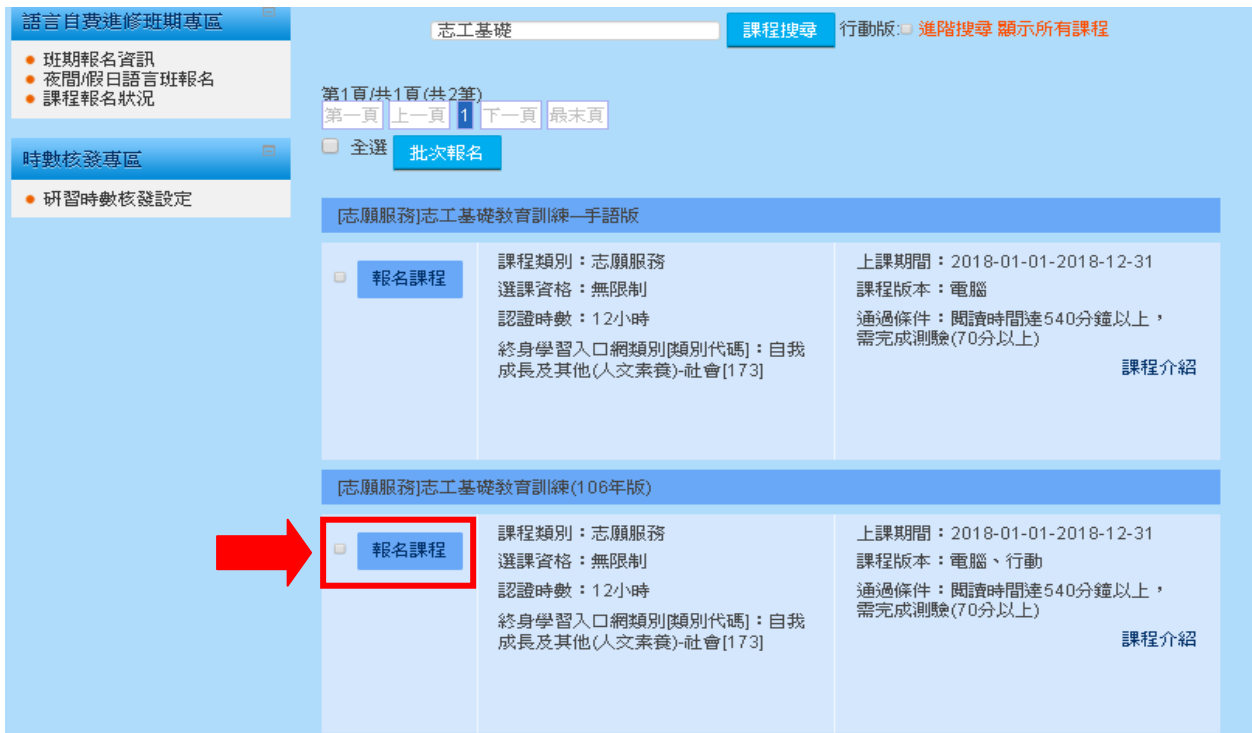 語言自費進修班期專區
班期報名資訊
夜間/假日語言班報名
課程報名狀況
時數核發專區
研習時數核發設定
志工基礎 課程搜尋 行動版: 進階搜尋 顯示所有課程
第1頁/共1頁(共2筆)
第一頁 上一頁 1 下一頁 最末頁
全選 批次報名
[志願服務]志工基礎教育訓練—手語版
報名課程
課程類別：志願服務
選課資格：無限制
認證時數：12小時
終身學習入口網類別[類別代碼]：自我
成長及其他(人文素養)-社會[173]
上課期間：2018-01-01-2018-12-31
課程版本：電腦
通過條件：閱讀時間達540分鐘以上，
需完成測驗(70分以上)
課程介紹
[志願服務]志工基礎教育訓練(106年版)
報名課程
課程類別：志願服務
選課資格：無限制
認證時數：12小時
終身學習入口網類別[類別代碼]：自我
成長及其他(人文素養)-社會[173]
上課期間：2018-01-01-2018-12-31
課程版本：電腦、行動
通過條件：閱讀時間達540分鐘以上，
需完成測驗(70分以上)
課程介紹